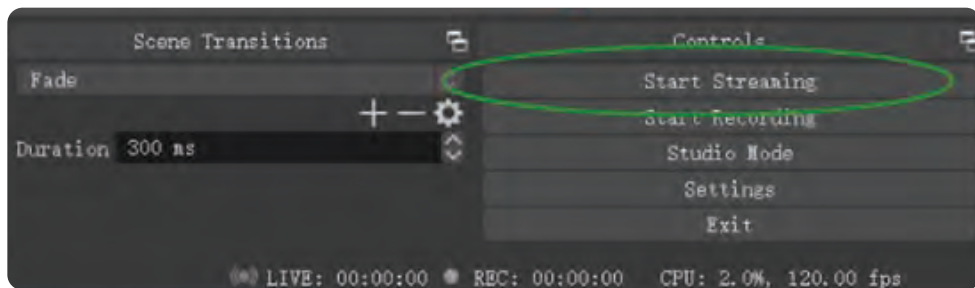 Scene Transitions
Controls
Fade
Start Streaming
Start Recording
Duration 300 ms
Studio Mode
Settings
Exit
LIVE: 00:00:00 REC: 00:00:00 CPU: 2.0%, 120.00 fps